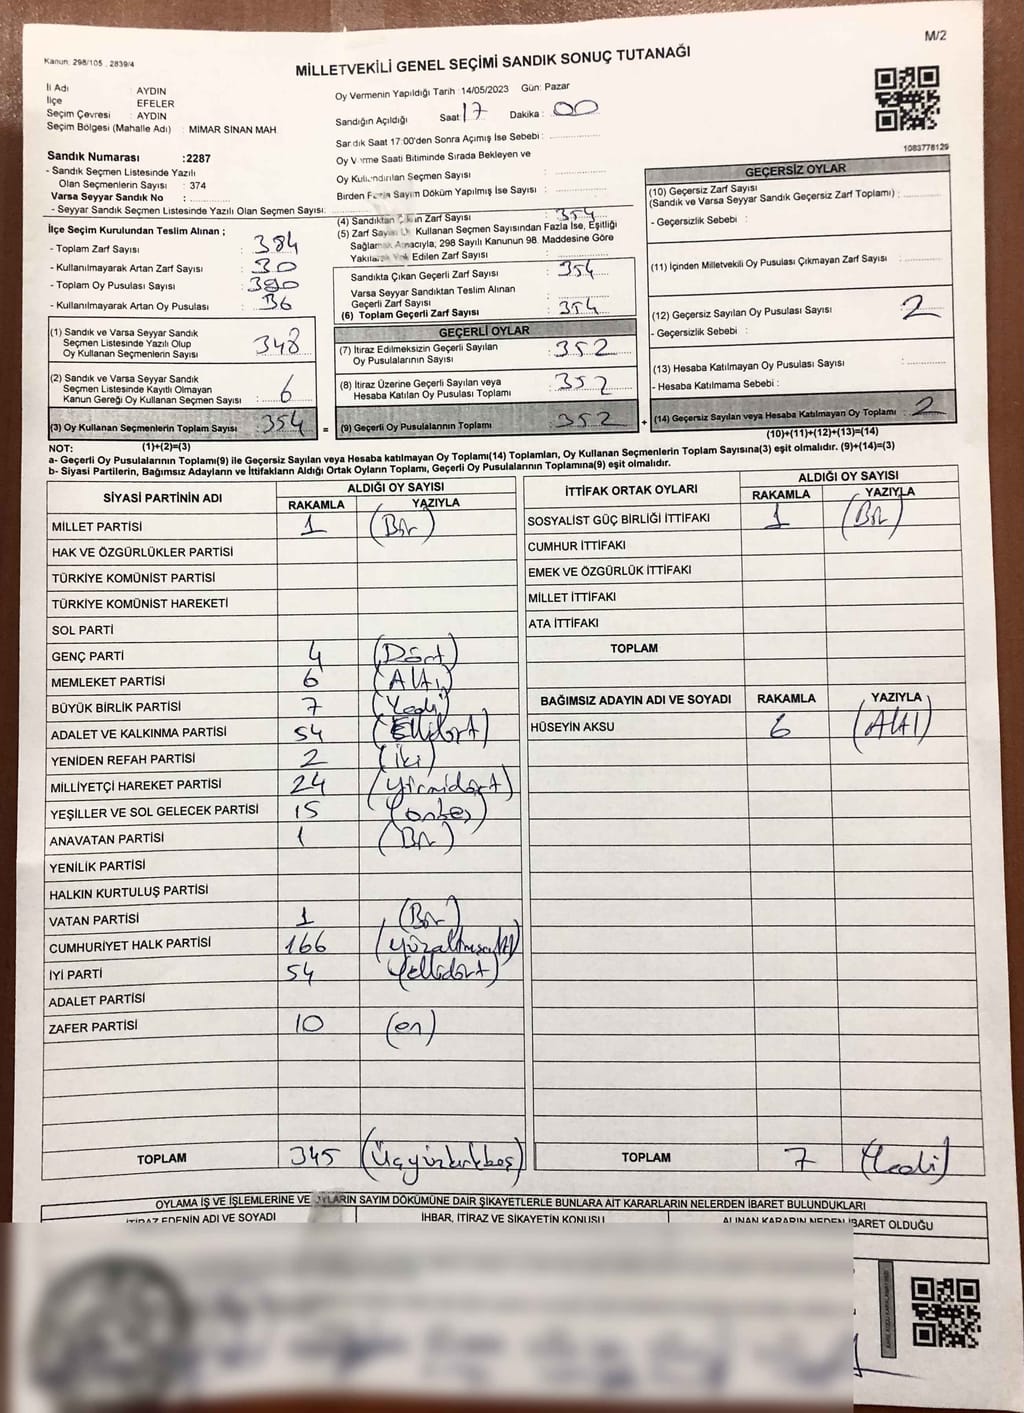 M/2
Kanun: 298/105 , 2839/4
MİLLETVEKİLİ GENEL SEÇİMİ SANDIK SONUÇ TUTANAĞI
İl Adı : AYDIN
İlçe EFELER
Seçim Çevresi : AYDIN
Seçim Bölgesi (Mahalle Adı) : MİMAR SİNAN MAH
Oy Vermenin Yapıldığı Tarih :14/05/2023 Gün: Pazar
Sandığın Açıldığı Saat: 17 Dakika : 00
Saat 17:00'den Sonra Açımış İse Sebebi :
Oy Verme Saati Bitiminde Sırada Bekleyen ve
Oy Kullandırılan Seçmen Sayısı :
Birden Fazla Sayım Döküm Yapılmış İse Sayısı :
1083778129
Sandık Numarası :2287
- Sandık Seçmen Listesinde Yazılı
Olan Seçmenlerin Sayısı : 374
Varsa Seyyar Sandık No :
- Seyyar Sandık Seçmen Listesinde Yazılı Olan Seçmen Sayısı:
İlçe Seçim Kurulundan Teslim Alınan ;
- Toplam Zarf Sayısı : 384
- Kullanılmayarak Artan Zarf Sayısı : 30
- Toplam Oy Pusulası Sayısı :
- Kullanılmayarak Artan Oy Pusulası : 36
(1) Sandık ve Varsa Seyyar Sandık
Seçmen Listesinde Yazılı Olup
Oy Kullanan Seçmenlerin Sayısı : 348
(2) Sandık ve Varsa Seyyar Sandık
Seçmen Listesinde Kayıtlı Olmayan
Kanun Gereği Oy Kullanan Seçmen Sayısı : 6
(3) Oy Kullanan Seçmenlerin Toplam Sayısı : 354 =
(1)+(2)=(3)
(4) Sandıktan Çıkan Zarf Sayısı : 354
(5) Zarf Sayısı Oy Kullanan Seçmen Sayısından Fazla İse, Eşitliği
Sağlamak Amacıyla, 298 Sayılı Kanunun 98. Maddesine Göre
Yakılarak Yok Edilen Zarf Sayısı :
Sandıkta Çıkan Geçerli Zarf Sayısı : 354
Varsa Seyyar Sandıktan Teslim Alınan
Geçerli Zarf Sayısı :
(6) Toplam Geçerli Zarf Sayısı : 354
GEÇERLİ OYLAR
(7) İtiraz Edilmeksizin Geçerli Sayılan
Oy Pusulalarının Sayısı : 352
(8) İtiraz Üzerine Geçerli Sayılan veya
Hesaba Katılan Oy Pusulası Toplamı : 352
(9) Geçerli Oy Pusulalarının Toplamı : 352 +
GEÇERSİZ OYLAR
(10) Geçersiz Zarf Sayısı
(Sandık ve Varsa Seyyar Sandık Geçersiz Zarf Toplamı) :
- Geçersizlik Sebebi :
(11) İçinden Milletvekili Oy Pusulası Çıkmayan Zarf Sayısı :
(12) Geçersiz Sayılan Oy Pusulası Sayısı : 2
- Geçersizlik Sebebi :
(13) Hesaba Katılmayan Oy Pusulası Sayısı :
- Hesaba Katılmama Sebebi :
(14) Geçersiz Sayılan veya Hesaba Katılmayan Oy Toplamı : 2
(10)+(11)+(12)+(13)=(14)
NOT:
a- Geçerli Oy Pusulalarının Toplamı(9) ile Geçersiz Sayılan veya Hesaba katılmayan Oy Toplamı(14) Toplamları, Oy Kullanan Seçmenlerin Toplam Sayısına(3) eşit olmalıdır. (9)+(14)=(3)
b- Siyasi Partilerin, Bağımsız Adayların ve İttifakların Aldığı Ortak Oyların Toplamı, Geçerli Oy Pusulalarının Toplamına(9) eşit olmalıdır.
SİYASİ PARTİNİN ADI ALDIĞI OY SAYISI
RAKAMLA YAZIYLA
MİLLET PARTİSİ 1 (Bir)
HAK VE ÖZGÜRLÜKLER PARTİSİ
TÜRKİYE KOMÜNİST PARTİSİ
TÜRKİYE KOMÜNİST HAREKETİ
SOL PARTİ
GENÇ PARTİ 4 (Dört)
MEMLEKET PARTİSİ 6 (Altı)
BÜYÜK BİRLİK PARTİSİ 7 (Yedi)
ADALET VE KALKINMA PARTİSİ 54 (Ellidört)
YENİDEN REFAH PARTİSİ 2 (iki)
MİLLİYETÇİ HAREKET PARTİSİ 24 (yirmidört)
YEŞİLLER VE SOL GELECEK PARTİSİ 15 (onbeş)
ANAVATAN PARTİSİ 1 (Bir)
YENİLİK PARTİSİ
HALKIN KURTULUŞ PARTİSİ
VATAN PARTİSİ 1 (Bir)
CUMHURİYET HALK PARTİSİ 166 (yüzaltmışaltı)
İYİ PARTİ 54 (ellidört)
ADALET PARTİSİ
ZAFER PARTİSİ 10 (on)
TOPLAM 345 (üçyüzkırkbeş)
İTTİFAK ORTAK OYLARI ALDIĞI OY SAYISI
RAKAMLA YAZIYLA
SOSYALİST GÜÇ BİRLİĞİ İTTİFAKI 1 (Bir)
CUMHUR İTTİFAKI
EMEK VE ÖZGÜRLÜK İTTİFAKI
MİLLET İTTİFAKI
ATA İTTİFAKI
TOPLAM
BAĞIMSIZ ADAYIN ADI VE SOYADI RAKAMLA YAZIYLA
HÜSEYİN AKSU 6 (Altı)
TOPLAM 7 (Yedi)
OYLAMA İŞ VE İŞLEMLERİNE VE OYLARIN SAYIM DÖKÜMÜNE DAİR ŞİKAYETLERLE BUNLARA AİT KARARLARIN NELERDEN İBARET BULUNDUKLARI
İTİRAZ EDENİN ADI VE SOYADI İHBAR, İTİRAZ VE ŞİKAYETİN KONUSU ALINAN KARARIN NEDEN İBARET OLDUĞU